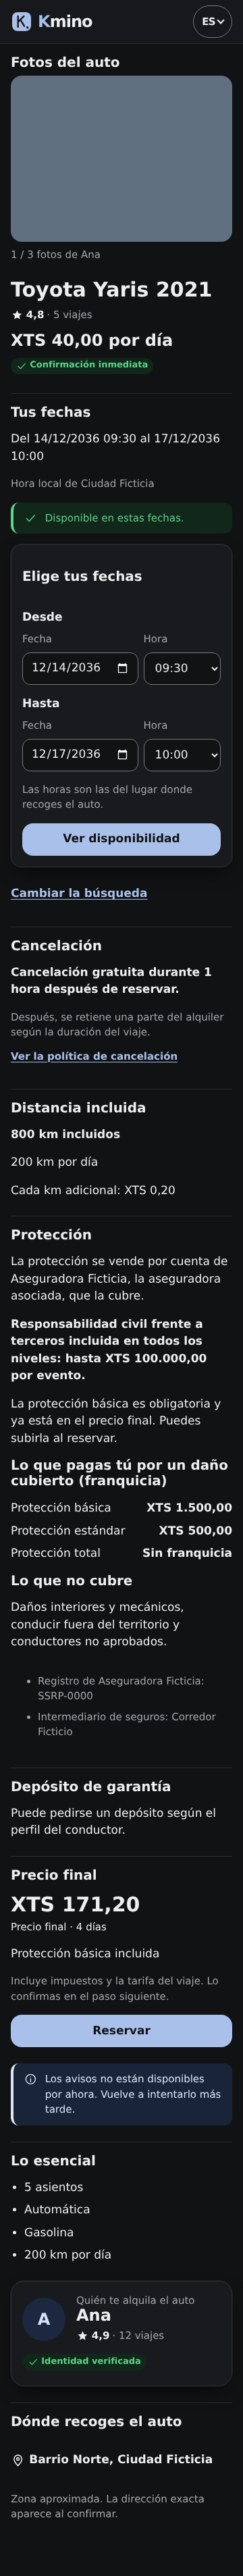 K Kmino
ES
Fotos del auto
1 / 3 fotos de Ana
Toyota Yaris 2021
★ 4,8 · 5 viajes
XTS 40,00 por día
Confirmación inmediata
Tus fechas
Del 14/12/2036 09:30 al 17/12/2036
10:00
Hora local de Ciudad Ficticia
Disponible en estas fechas.
Elige tus fechas
Desde
Fecha Hora
12/14/2036 09:30
Hasta
Fecha Hora
12/17/2036 10:00
Las horas son las del lugar donde
recoges el auto.
Ver disponibilidad
Cambiar la búsqueda
Cancelación
Cancelación gratuita durante 1
hora después de reservar.
Después, se retiene una parte del alquiler
según la duración del viaje.
Ver la política de cancelación
Distancia incluida
800 km incluidos
200 km por día
Cada km adicional: XTS 0,20
Protección
La protección se vende por cuenta de
Aseguradora Ficticia, la aseguradora
asociada, que la cubre.
Responsabilidad civil frente a
terceros incluida en todos los
niveles: hasta XTS 100.000,00
por evento.
La protección básica es obligatoria y
ya está en el precio final. Puedes
subirla al reservar.
Lo que pagas tú por un daño
cubierto (franquicia)
Protección básica XTS 1.500,00
Protección estándar XTS 500,00
Protección total Sin franquicia
Lo que no cubre
Daños interiores y mecánicos,
conducir fuera del territorio y
conductores no aprobados.
• Registro de Aseguradora Ficticia:
SSRP-0000
• Intermediario de seguros: Corredor
Ficticio
Depósito de garantía
Puede pedirse un depósito según el
perfil del conductor.
Precio final
XTS 171,20
Precio final · 4 días
Protección básica incluida
Incluye impuestos y la tarifa del viaje. Lo
confirmas en el paso siguiente.
Reservar
Los avisos no están disponibles
por ahora. Vuelve a intentarlo más
tarde.
Lo esencial
• 5 asientos
• Automática
• Gasolina
• 200 km por día
A
Quién te alquila el auto
Ana
★ 4,9 · 12 viajes
Identidad verificada
Dónde recoges el auto
Barrio Norte, Ciudad Ficticia
Zona aproximada. La dirección exacta
aparece al confirmar.